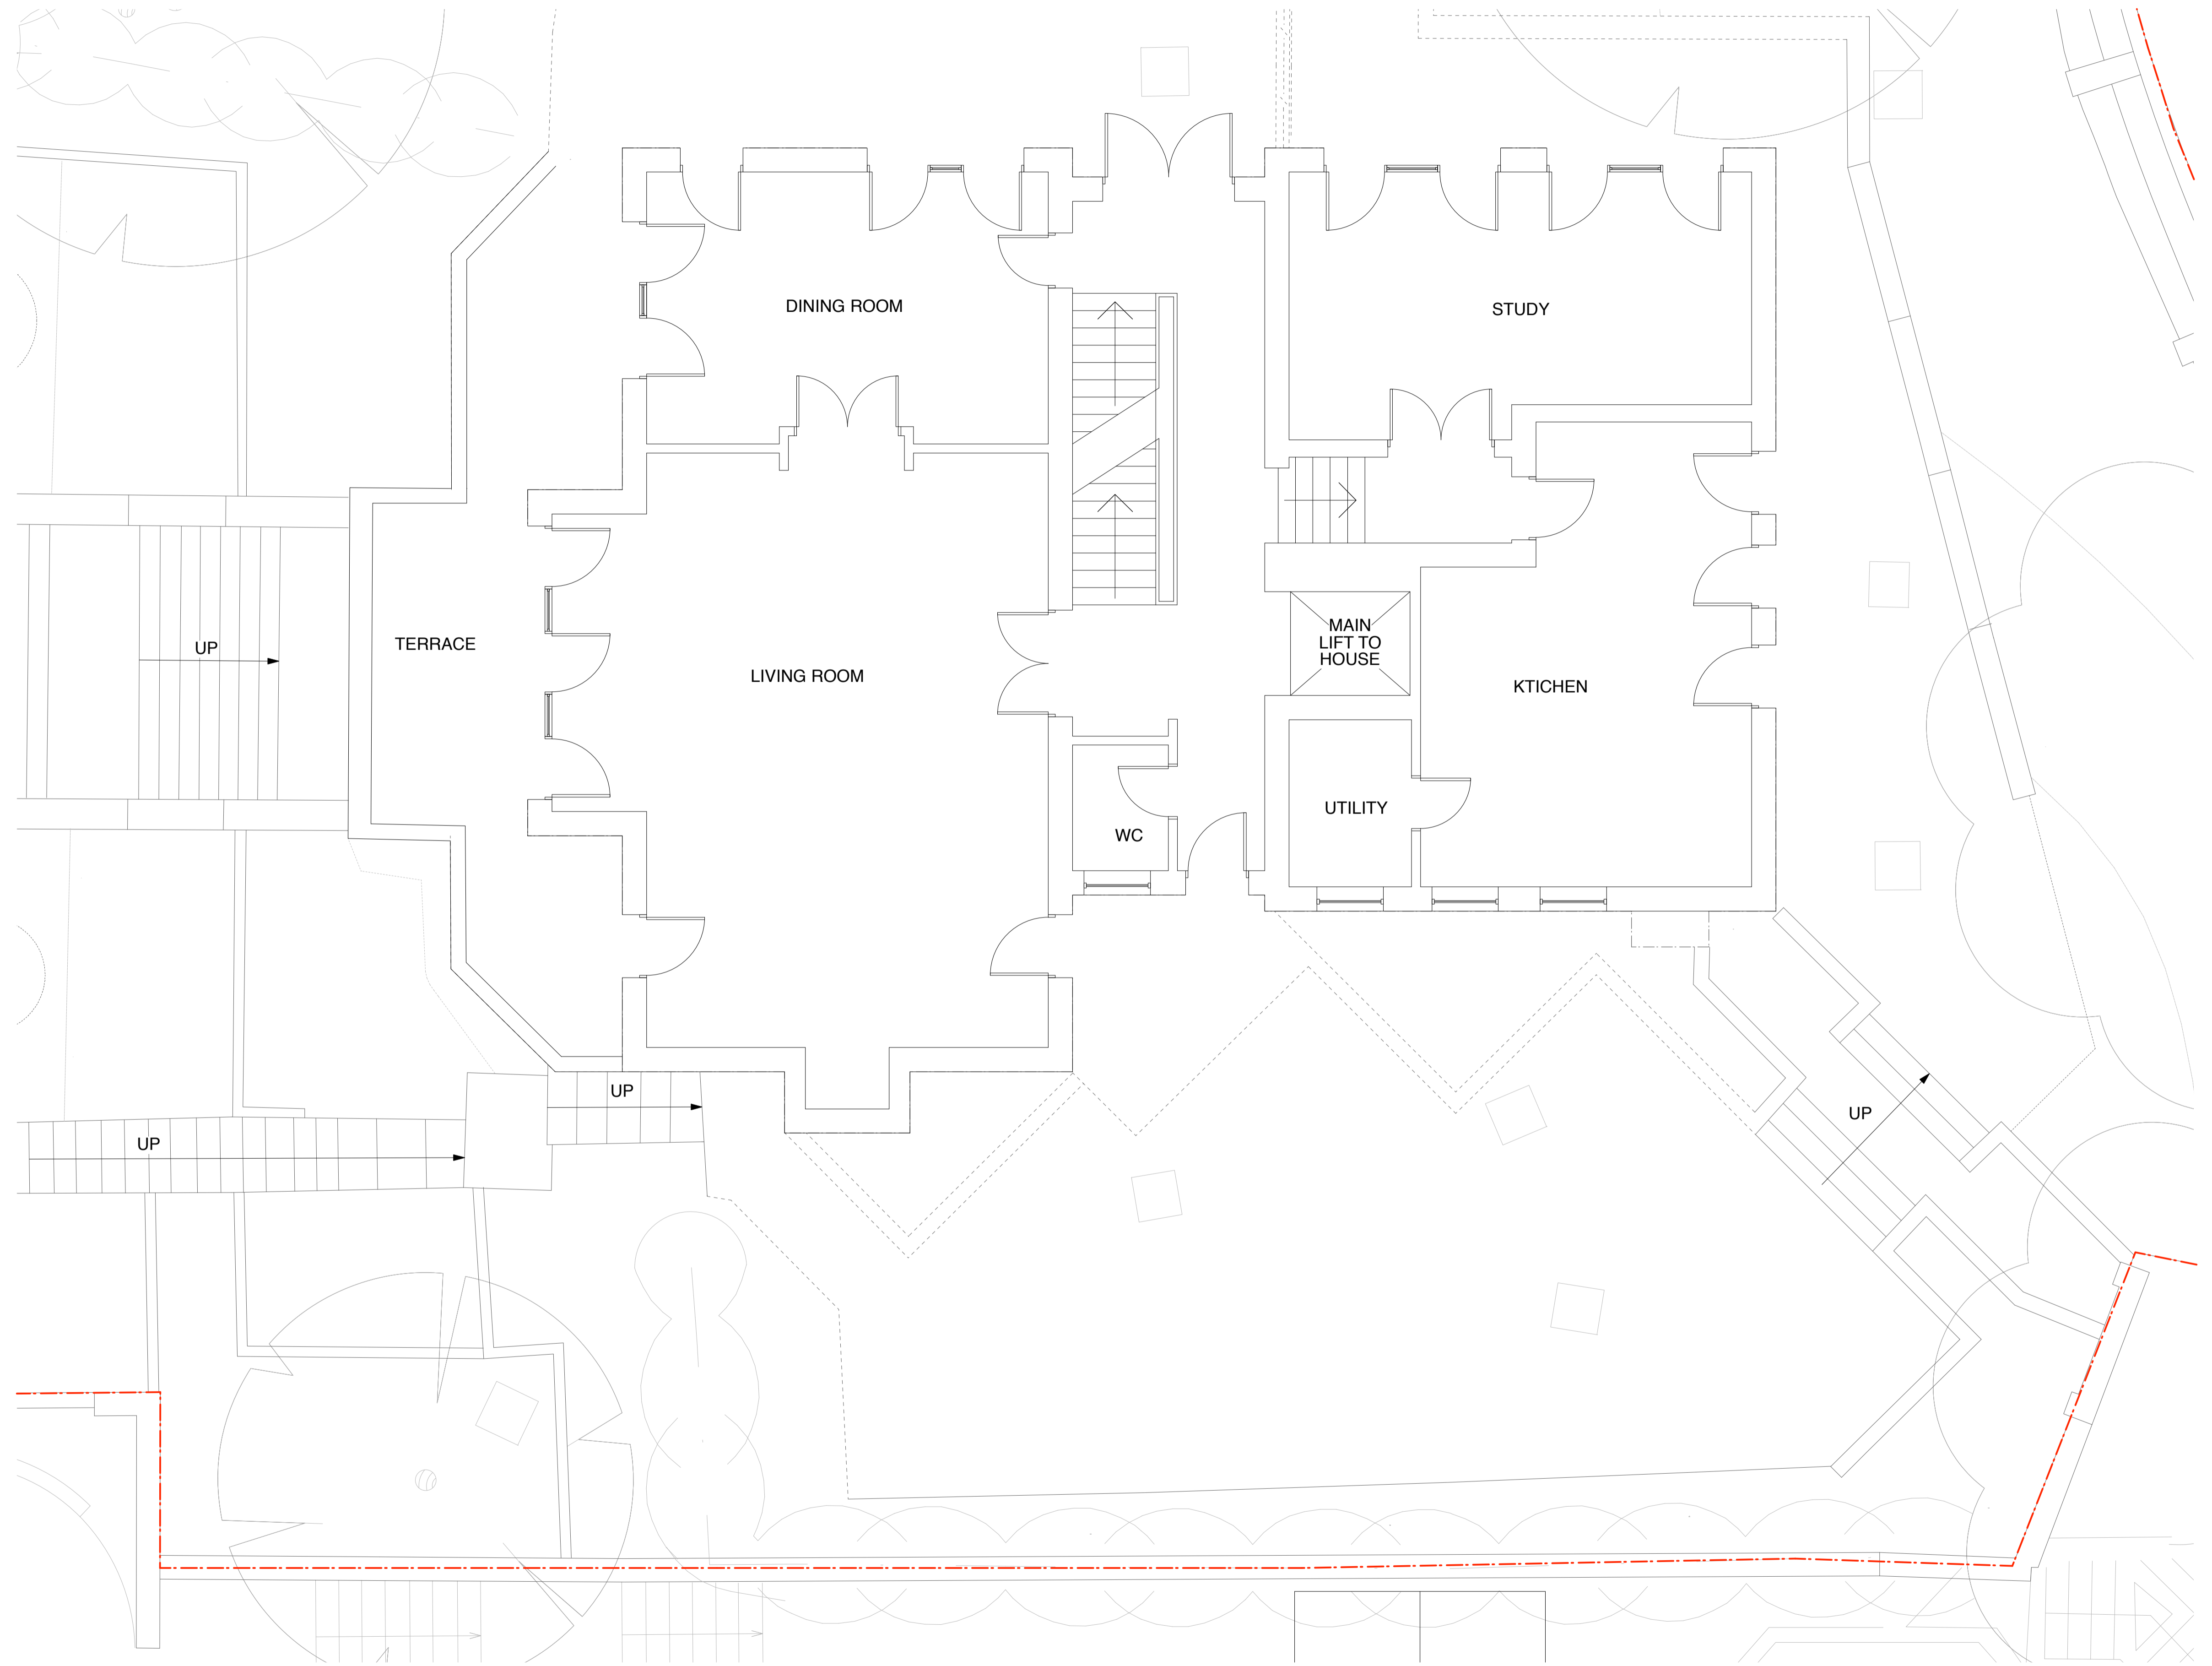 DINING ROOM
STUDY
MAIN
LIFT TO
HOUSE
TERRACE
UP
LIVING ROOM
KTICHEN
UTILITY
WC
UP
UP
UP